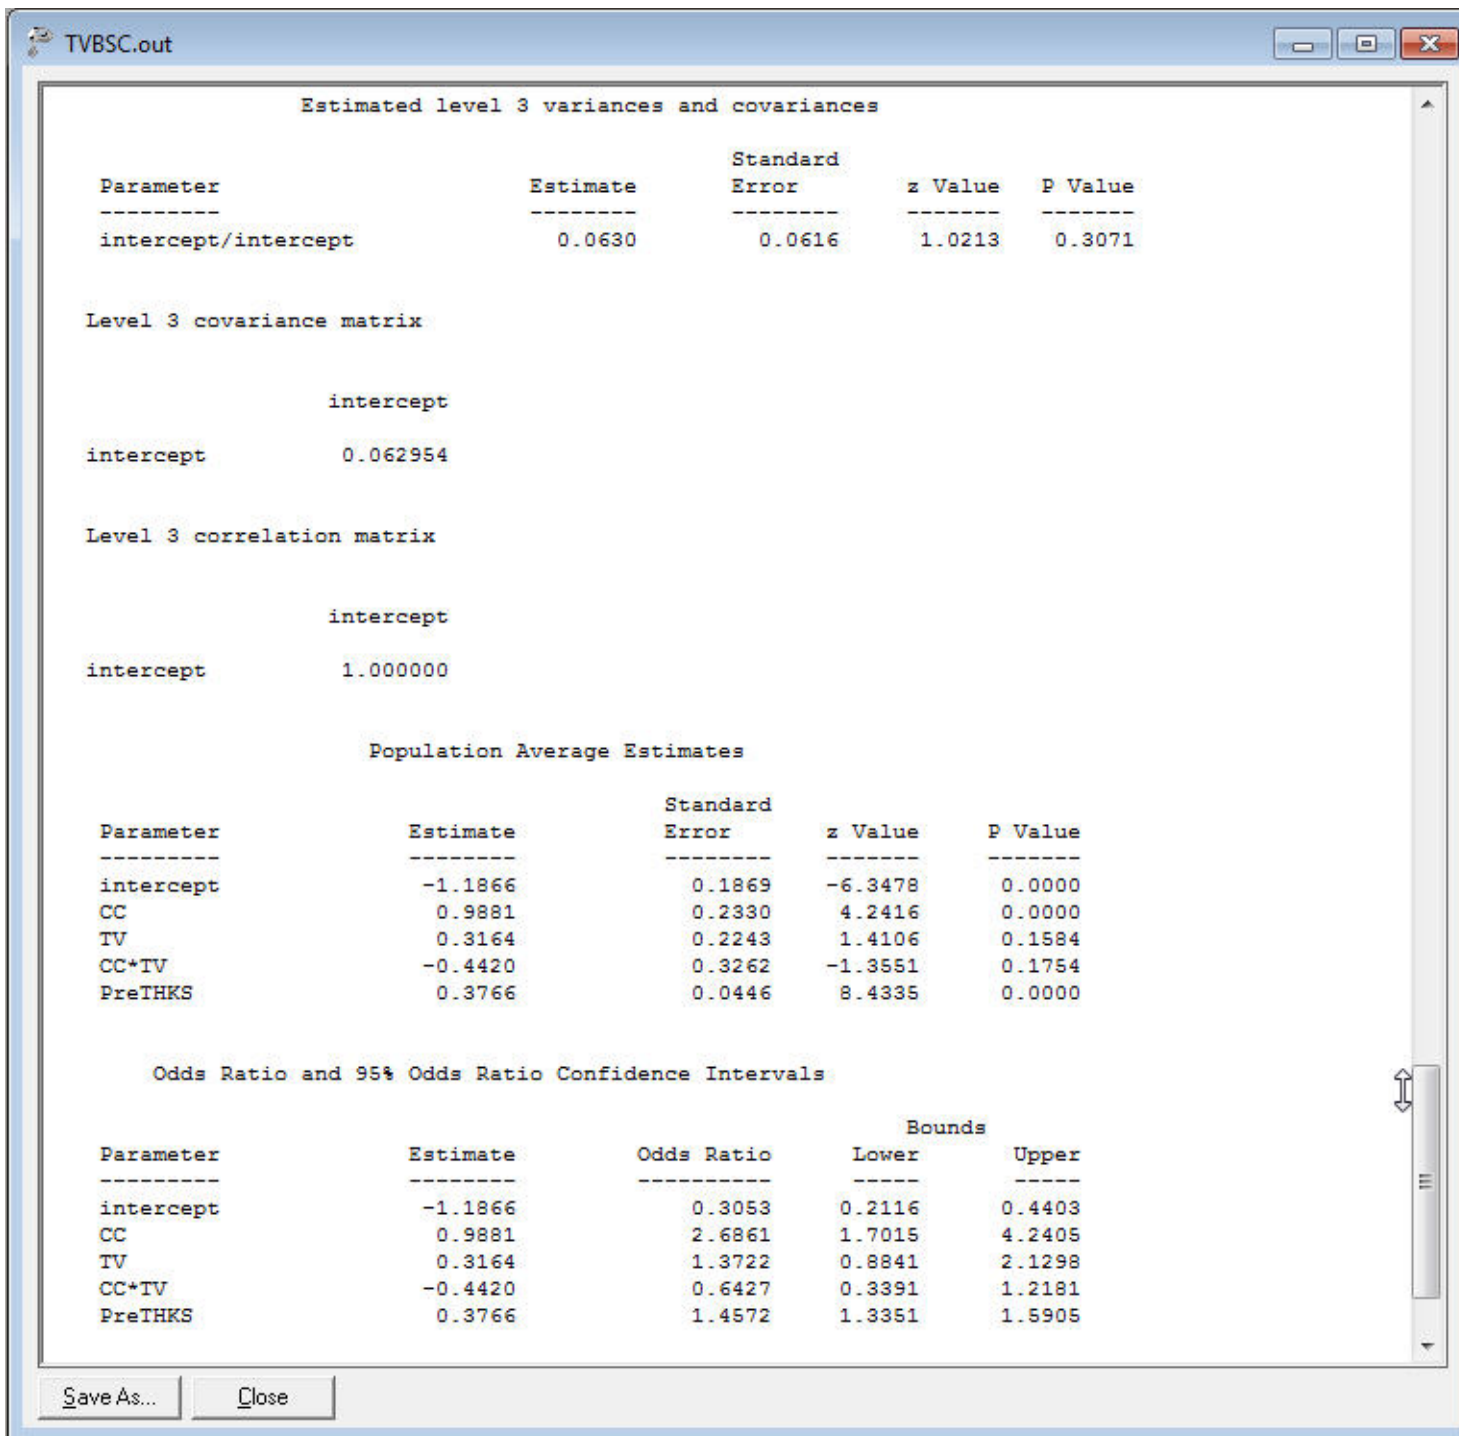 TVBSC.out
Estimated level 3 variances and covariances
Standard
Parameter Estimate Error z Value P Value
--------- -------- -------- ------- -------
intercept/intercept 0.0630 0.0616 1.0213 0.3071
Level 3 covariance matrix
intercept
intercept 0.062954
Level 3 correlation matrix
intercept
intercept 1.000000
Population Average Estimates
Standard
Parameter Estimate Error z Value P Value
--------- -------- -------- ------- -------
intercept -1.1866 0.1869 -6.3478 0.0000
CC 0.9881 0.2330 4.2416 0.0000
TV 0.3164 0.2243 1.4106 0.1584
CC*TV -0.4420 0.3262 -1.3551 0.1754
PreTHKS 0.3766 0.0446 8.4335 0.0000
Odds Ratio and 95% Odds Ratio Confidence Intervals
Bounds
Parameter Estimate Odds Ratio Lower Upper
--------- -------- ---------- ----- -----
intercept -1.1866 0.3053 0.2116 0.4403
CC 0.9881 2.6861 1.7015 4.2405
TV 0.3164 1.3722 0.8841 2.1298
CC*TV -0.4420 0.6427 0.3391 1.2181
PreTHKS 0.3766 1.4572 1.3351 1.5905
Save As... Close